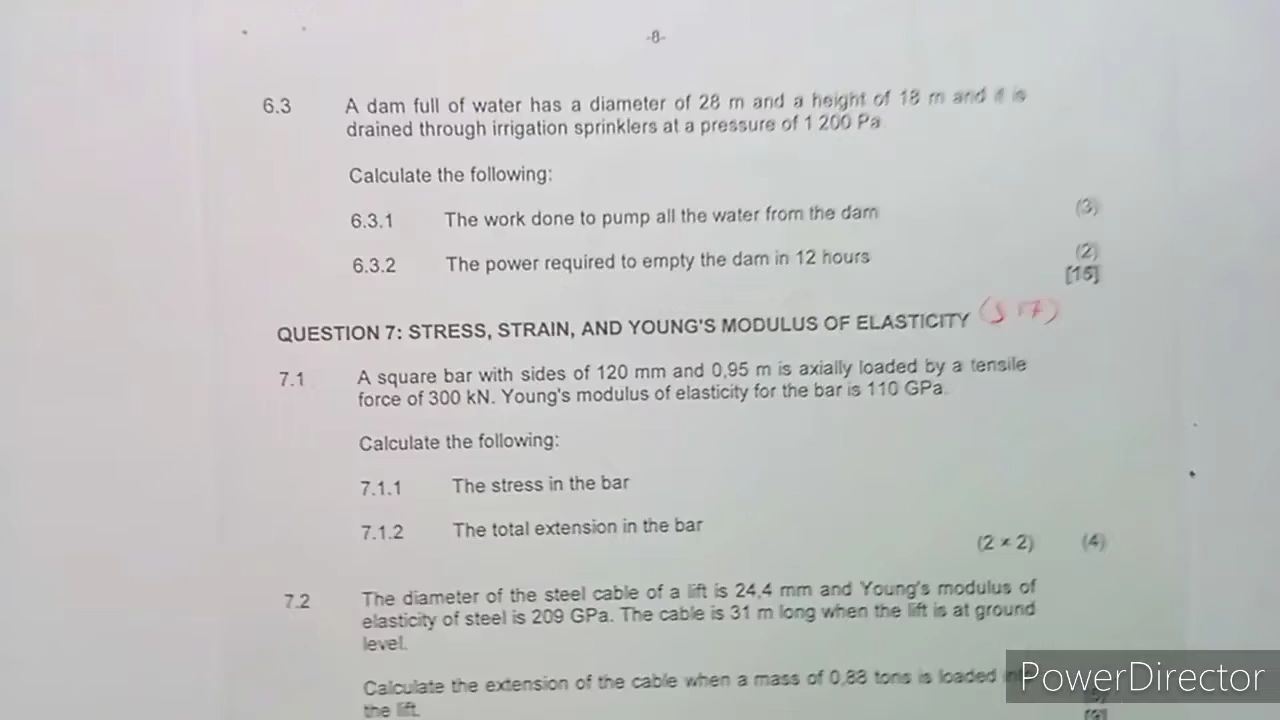 -8-
6.3 A dam full of water has a diameter of 28 m and a height of 18 m and it is
drained through irrigation sprinklers at a pressure of 1 200 Pa
Calculate the following:
6.3.1 The work done to pump all the water from the dam (3)
6.3.2 The power required to empty the dam in 12 hours (2)
[15]
QUESTION 7: STRESS, STRAIN, AND YOUNG'S MODULUS OF ELASTICITY
7.1 A square bar with sides of 120 mm and 0,95 m is axially loaded by a tensile
force of 300 kN. Young's modulus of elasticity for the bar is 110 GPa.
Calculate the following:
7.1.1 The stress in the bar
7.1.2 The total extension in the bar
(2 × 2) (4)
7.2 The diameter of the steel cable of a lift is 24,4 mm and Young's modulus of
elasticity of steel is 209 GPa. The cable is 31 m long when the lift is at ground
level.
Calculate the extension of the cable when a mass of 0,88 tons is loaded
the lift.
PowerDirector